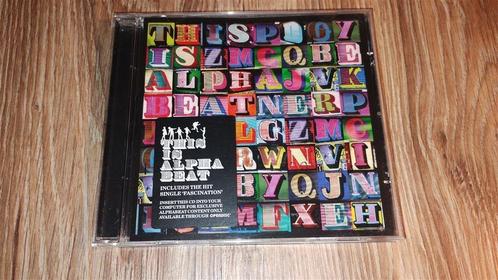 THISPDOY
ISZMCQBE
ALPHAJVK
BEATNERP
LGZMC
RWNVI
BYQJN
MFXEH
THIS
IS
ALPHA
BEAT
INCLUDES THE HIT
SINGLE 'FASCINATION'
INSERT THIS CD INTO YOUR
COMPUTER FOR EXCLUSIVE
ALPHABEAT CONTENT ONLY
AVAILABLE THROUGH OPENDISC